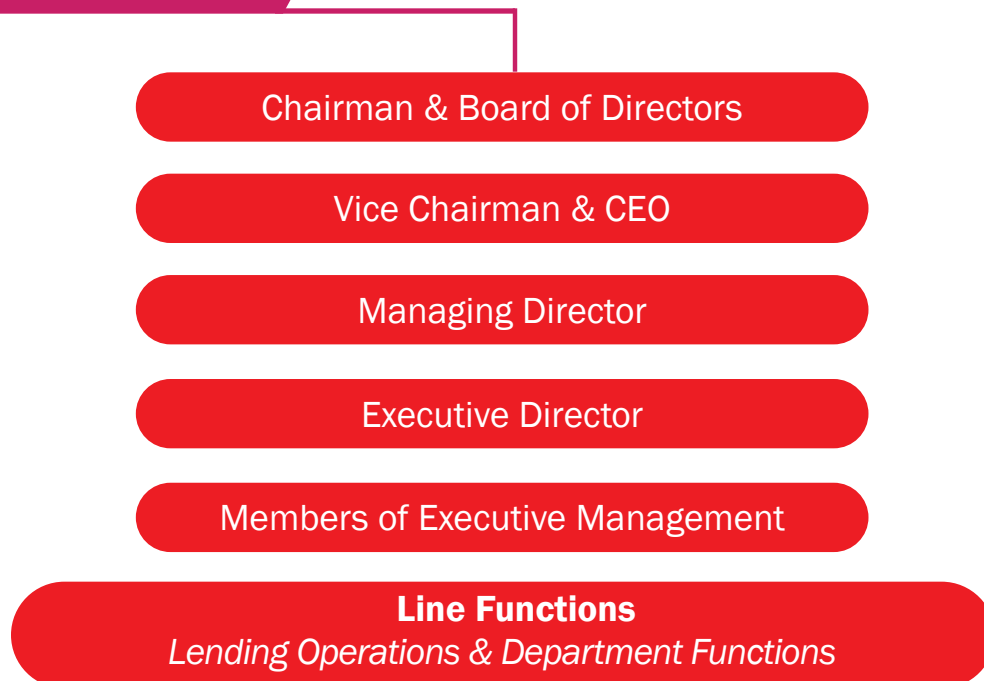 Chairman & Board of Directors
Vice Chairman & CEO
Managing Director
Executive Director
Members of Executive Management
Line Functions
Lending Operations & Department Functions